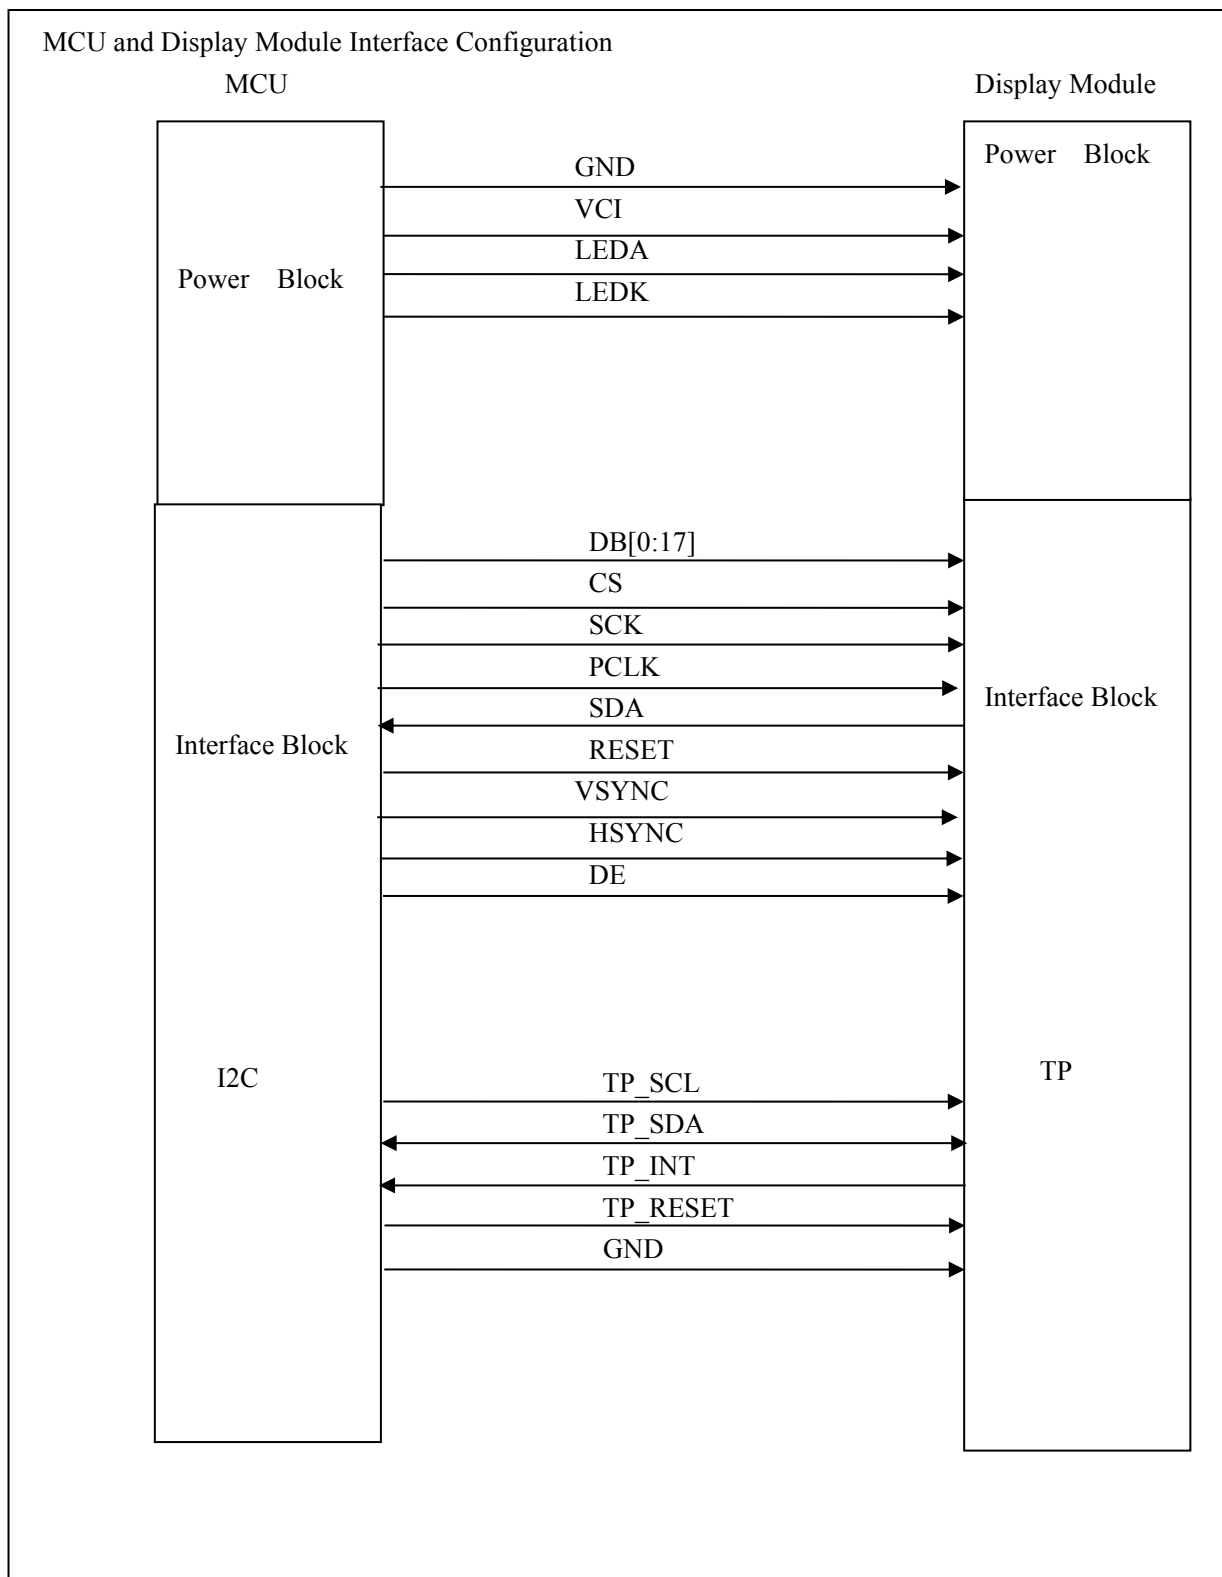 MCU and Display Module Interface Configuration
MCU
Display Module
Power Block
GND
VCI
LEDA
LEDK
Power Block
DB[0:17]
CS
SCK
PCLK
SDA
RESET
VSYNC
HSYNC
DE
Interface Block
Interface Block
I2C
TP
TP_SCL
TP_SDA
TP_INT
TP_RESET
GND